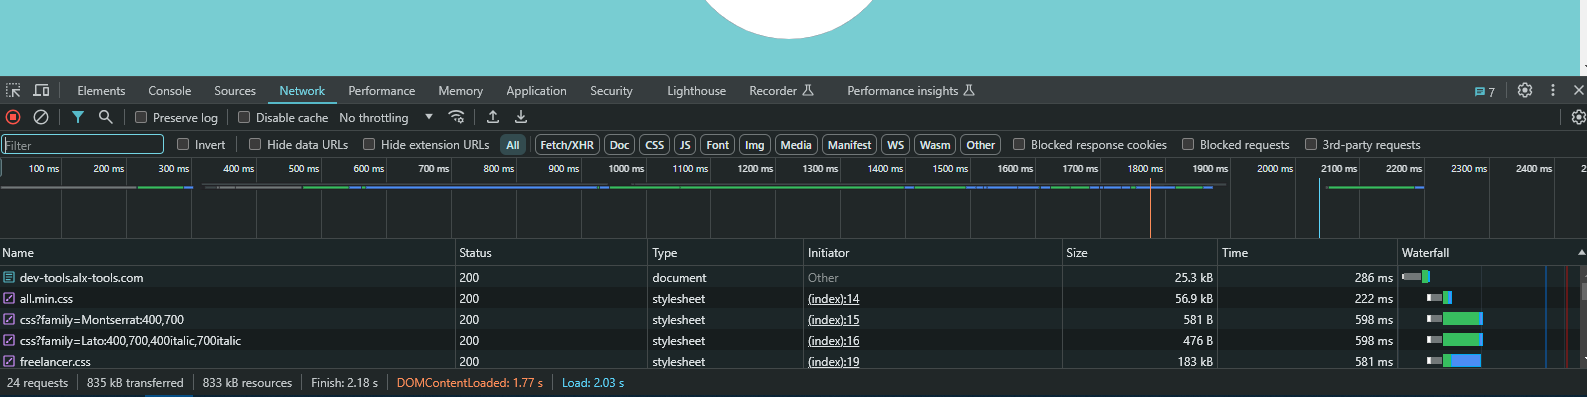 Elements Console Sources Network Performance Memory Application Security Lighthouse Recorder Performance insights 7
Preserve log Disable cache No throttling
Filter Invert Hide data URLs Hide extension URLs All Fetch/XHR Doc CSS JS Font Img Media Manifest WS Wasm Other Blocked response cookies Blocked requests 3rd-party requests
100 ms 200 ms 300 ms 400 ms 500 ms 600 ms 700 ms 800 ms 900 ms 1000 ms 1100 ms 1200 ms 1300 ms 1400 ms 1500 ms 1600 ms 1700 ms 1800 ms 1900 ms 2000 ms 2100 ms 2200 ms 2300 ms 2400 ms 2
Name Status Type Initiator Size Time Waterfall
dev-tools.alx-tools.com 200 document Other 25.3 kB 286 ms
all.min.css 200 stylesheet (index):14 56.9 kB 222 ms
css?family=Montserrat:400,700 200 stylesheet (index):15 581 B 598 ms
css?family=Lato:400,700,400italic,700italic 200 stylesheet (index):16 476 B 598 ms
freelancer.css 200 stylesheet (index):19 183 kB 581 ms
24 requests 835 kB transferred 833 kB resources Finish: 2.18 s DOMContentLoaded: 1.77 s Load: 2.03 s